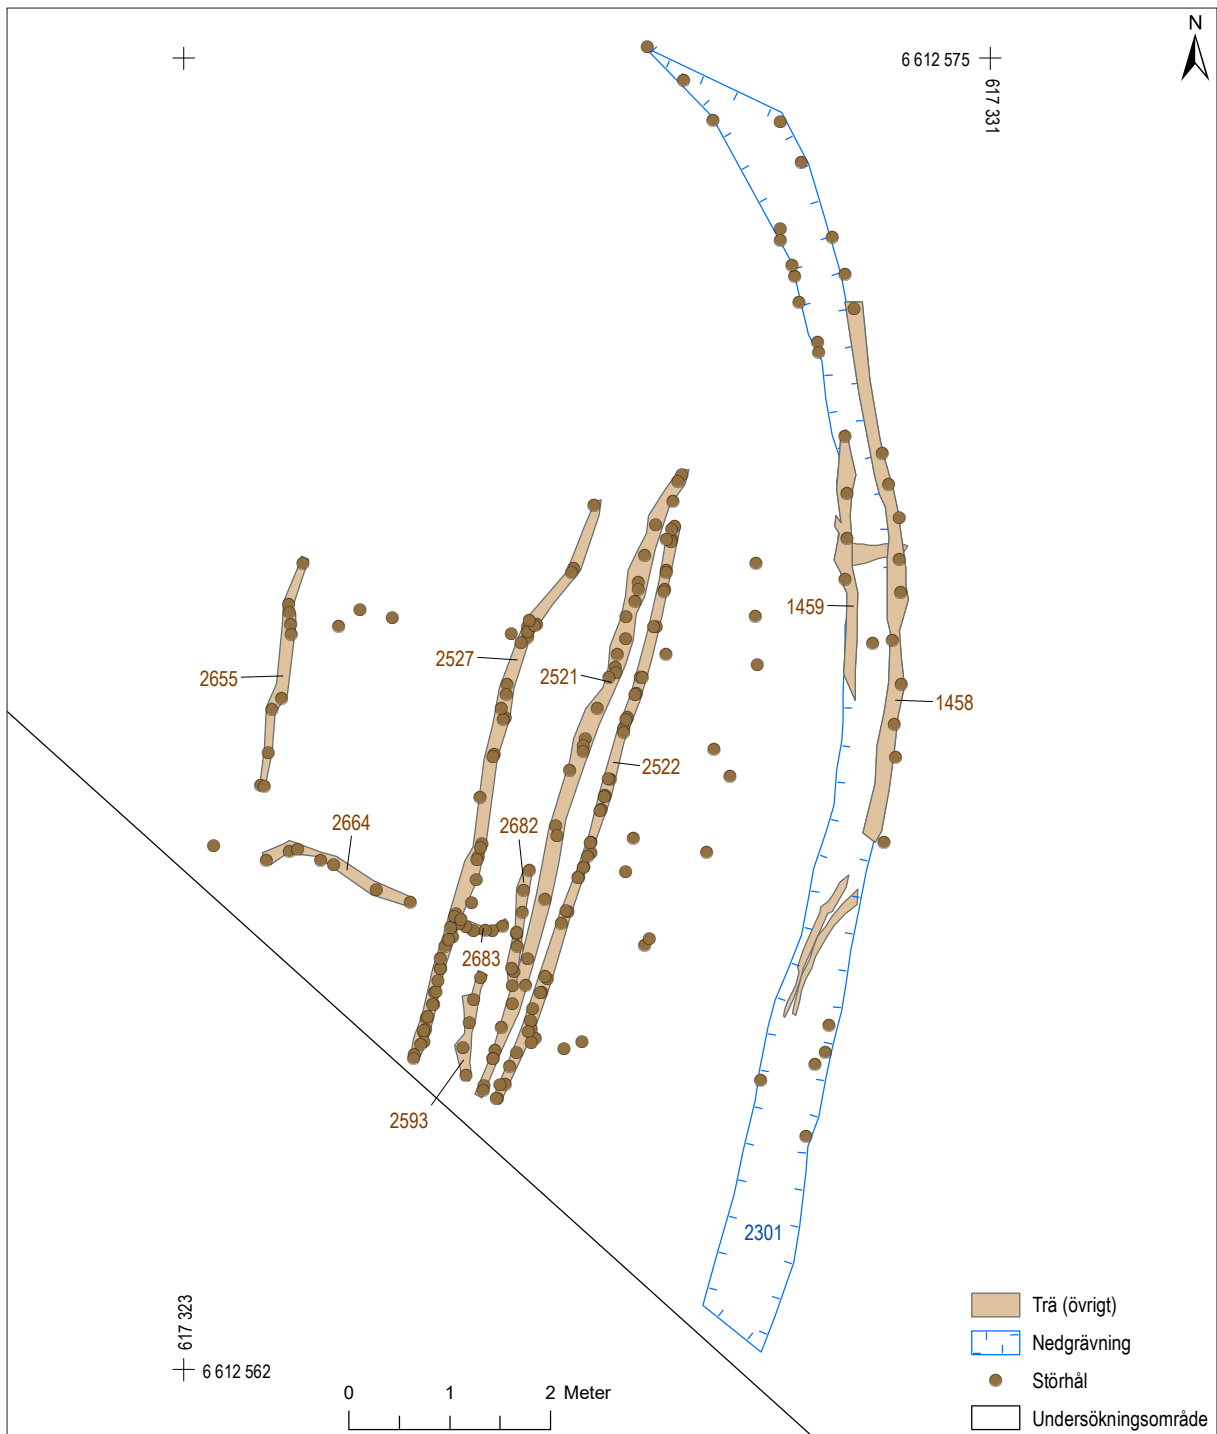 N
6 612 575
617 331
1459
2527
2521
2655
1458
2522
2664
2682
2683
2593
2301
617 323
6 612 562
0 1 2 Meter
Trä (övrigt)
Nedgrävning
Störhål
Undersökningsområde